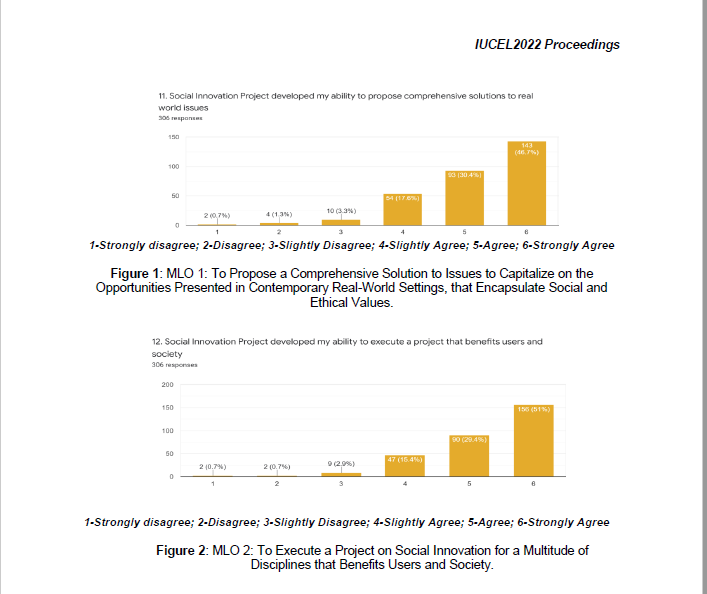 IUCEL2022 Proceedings
11. Social Innovation Project developed my ability to propose comprehensive solutions to real
world issues
306 responses
150
100
50
0
2 (0.7%)
4 (1.3%)
10 (3.3%)
54 (17.6%)
93 (30.4%)
143
(46.7%)
1
2
3
4
5
6
1-Strongly disagree; 2-Disagree; 3-Slightly Disagree; 4-Slightly Agree; 5-Agree; 6-Strongly Agree
Figure 1: MLO 1: To Propose a Comprehensive Solution to Issues to Capitalize on the
Opportunities Presented in Contemporary Real-World Settings, that Encapsulate Social and
Ethical Values.
12. Social Innovation Project developed my ability to execute a project that benefits users and
society
306 responses
200
150
100
50
0
2 (0.7%)
2 (0.7%)
9 (2.9%)
47 (15.4%)
90 (29.4%)
156 (51%)
1
2
3
4
5
6
1-Strongly disagree; 2-Disagree; 3-Slightly Disagree; 4-Slightly Agree; 5-Agree; 6-Strongly Agree
Figure 2: MLO 2: To Execute a Project on Social Innovation for a Multitude of
Disciplines that Benefits Users and Society.